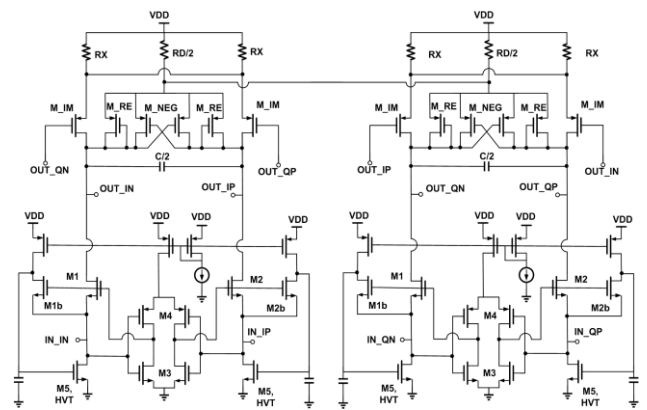 VDD VDD
RX RD/2 RX RX RD/2 RX
M_IM M_RE M_NEG M_RE M_IM M_IM M_RE M_NEG M_RE M_IM
OUT_QN C/2 OUT_QP OUT_IP C/2 OUT_IN
OUT_IN OUT_IP OUT_QN OUT_QP
VDD VDD VDD VDD VDD VDD VDD VDD
M1 M2 M1 M2
M1b M4 M2b M1b M4 M2b
IN_IN IN_IP IN_QN IN_QP
M3 M3
M5, M5, M5, M5,
HVT HVT HVT HVT